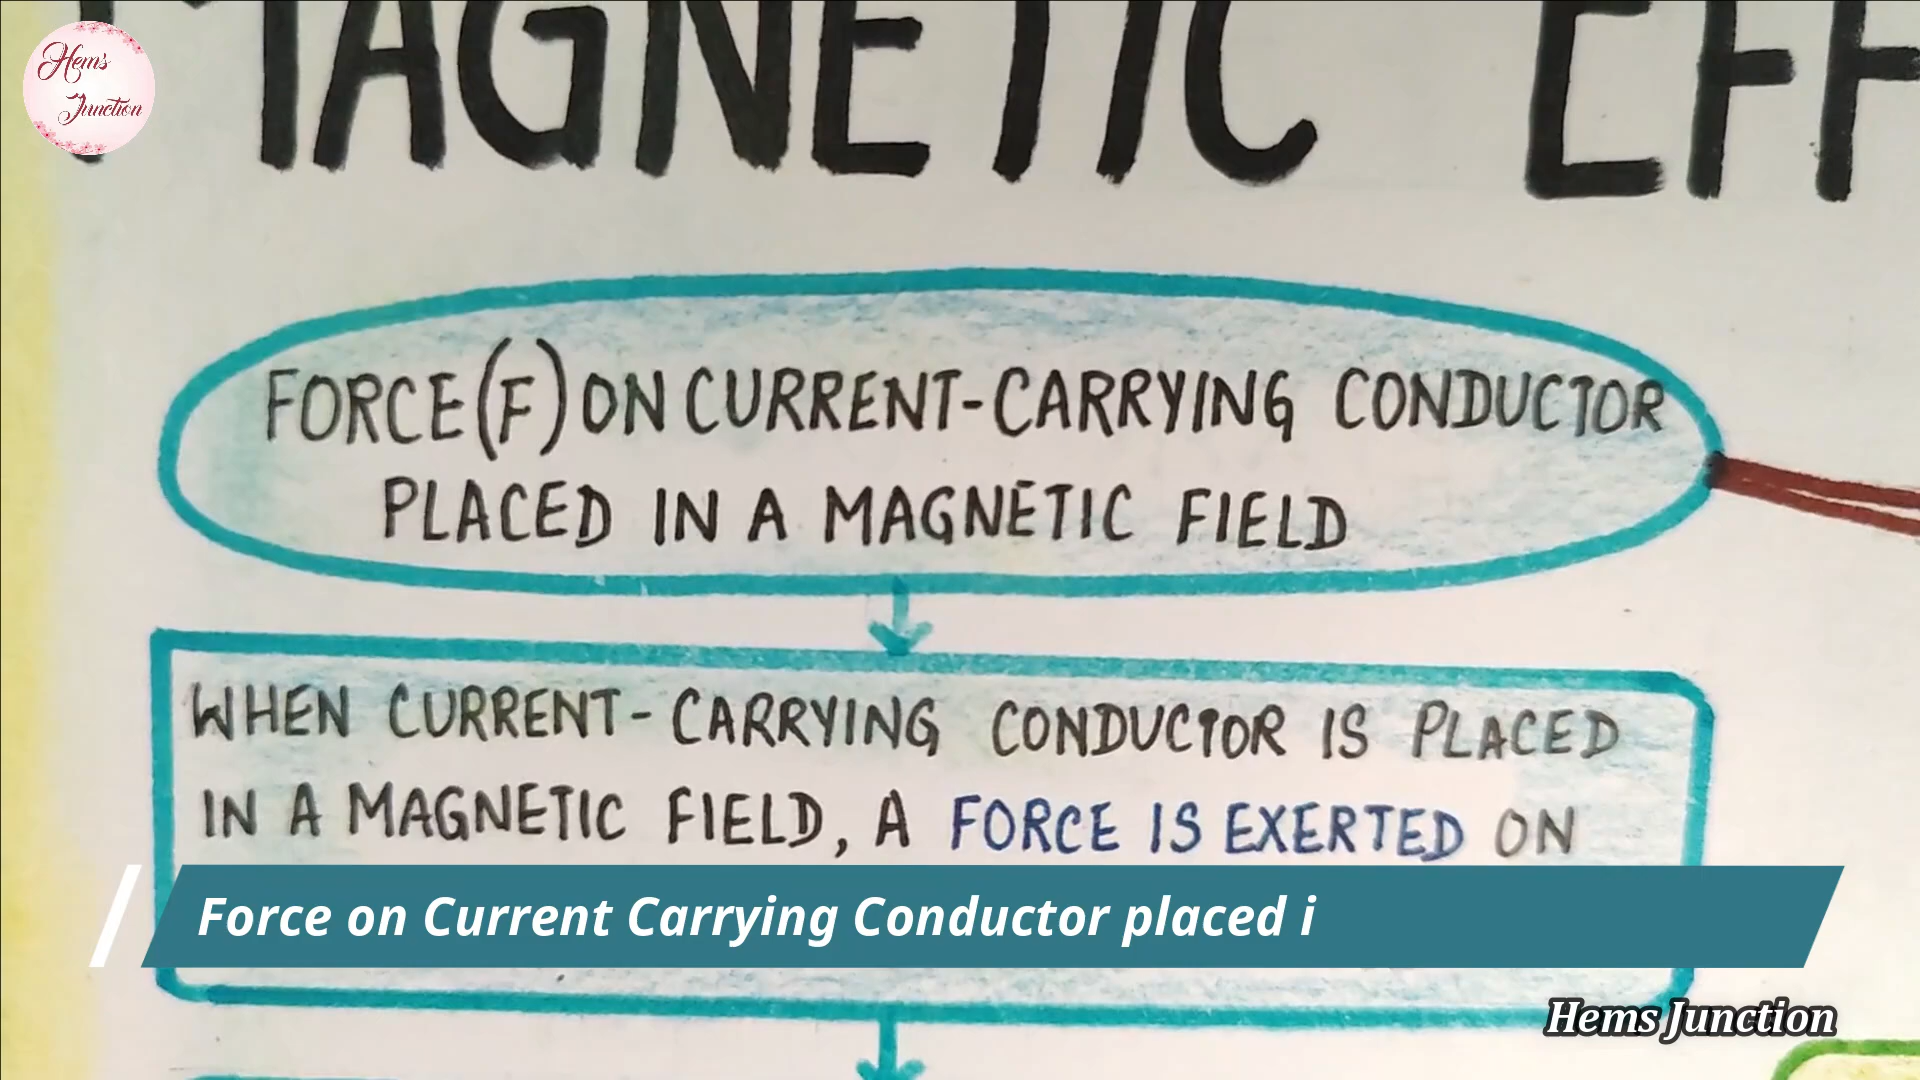 Hems
Junction
MAGNETIC EFF
FORCE (F) ON CURRENT-CARRYING CONDUCTOR
PLACED IN A MAGNETIC FIELD
WHEN CURRENT-CARRYING CONDUCTOR IS PLACED
IN A MAGNETIC FIELD, A FORCE IS EXERTED ON
Force on Current Carrying Conductor placed i
Hems Junction